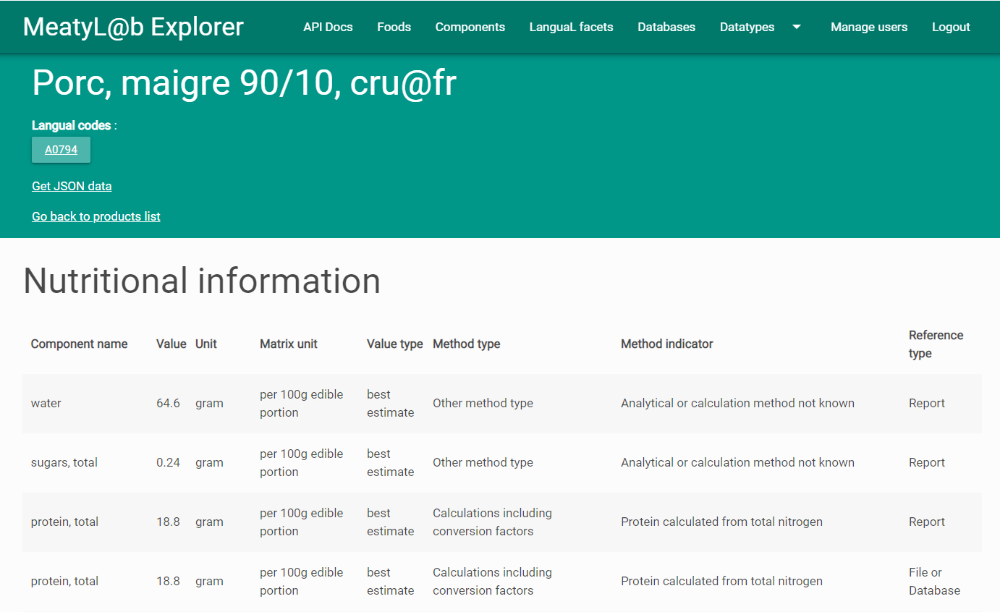 MeatyL@b Explorer API Docs Foods Components LanguaL facets Databases Datatypes Manage users Logout
Porc, maigre 90/10, cru@fr
Langual codes :
A0794
Get JSON data
Go back to products list
Nutritional information
Component name Value Unit Matrix unit Value type Method type Method indicator Reference type
water 64.6 gram per 100g edible portion best estimate Other method type Analytical or calculation method not known Report
sugars, total 0.24 gram per 100g edible portion best estimate Other method type Analytical or calculation method not known Report
protein, total 18.8 gram per 100g edible portion best estimate Calculations including conversion factors Protein calculated from total nitrogen Report
protein, total 18.8 gram per 100g edible portion best estimate Calculations including conversion factors Protein calculated from total nitrogen File or Database